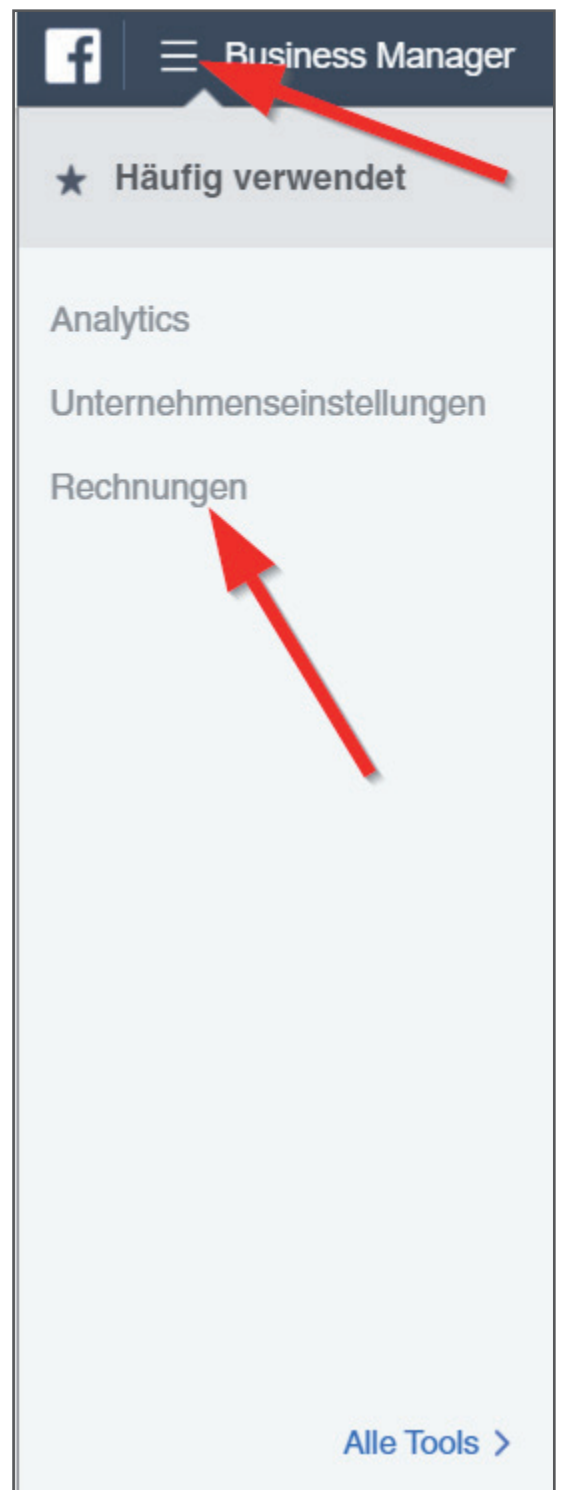 f Business Manager
Häufig verwendet
Analytics
Unternehmenseinstellungen
Rechnungen
Alle Tools >